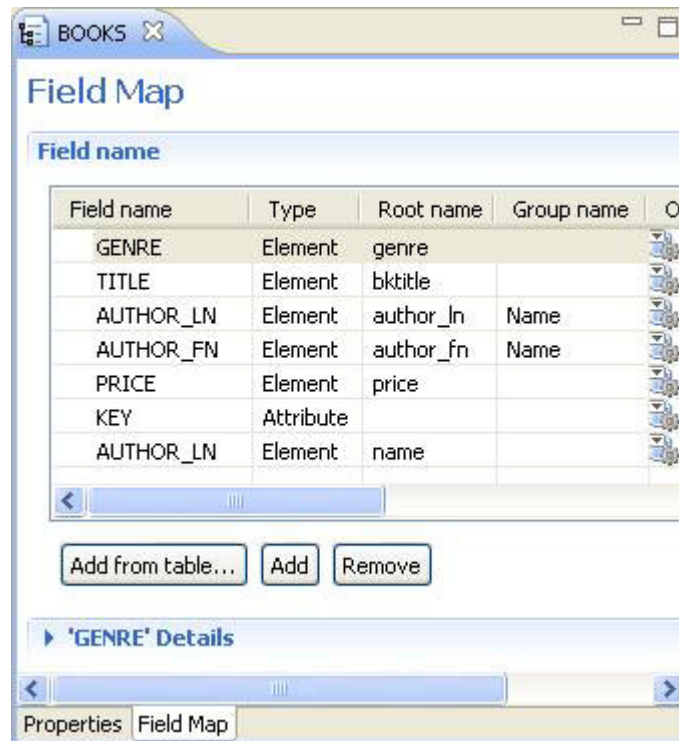 BOOKS
Field Map
Field name
Field name Type Root name Group name
GENRE Element genre
TITLE Element bktitle
AUTHOR_LN Element author_ln Name
AUTHOR_FN Element author_fn Name
PRICE Element price
KEY Attribute
AUTHOR_LN Element name
Add from table... Add Remove
'GENRE' Details
Properties Field Map